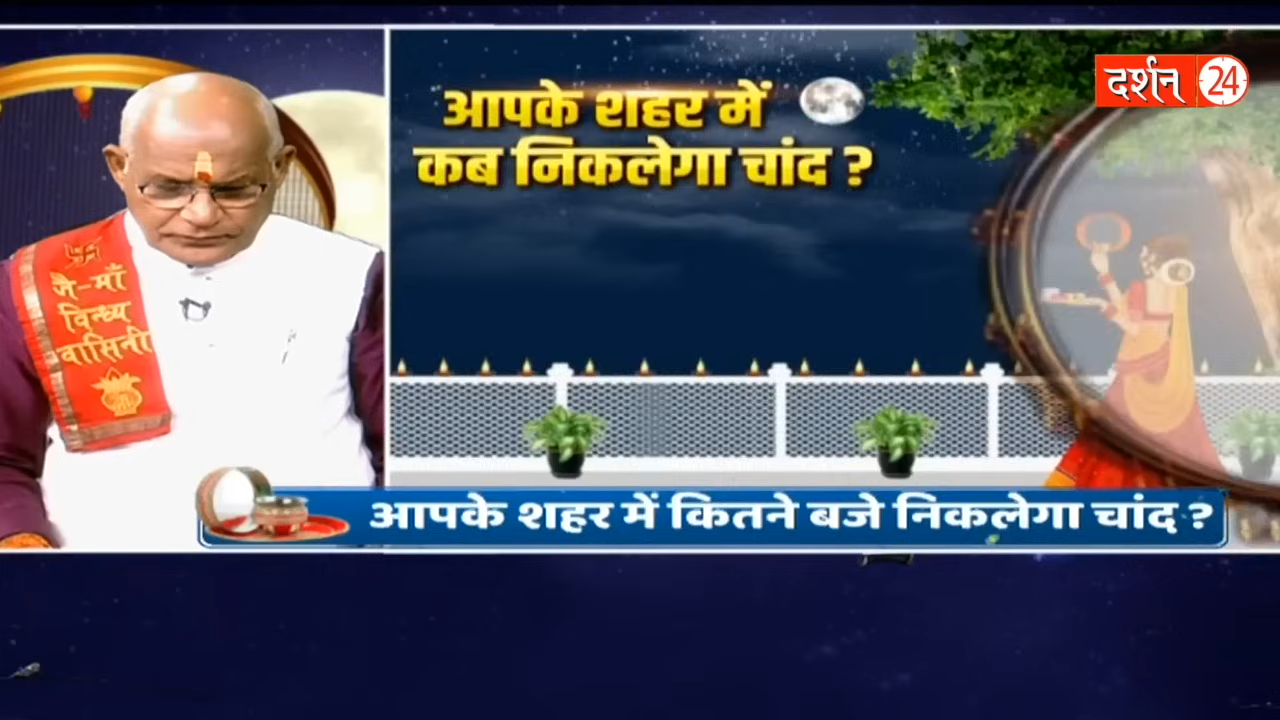 दर्शन 24
आपके शहर में
कब निकलेगा चांद ?
जै-माँ
विन्ध्य
वासिनी
आपके शहर में कितने बजे निकलेगा चांद ?